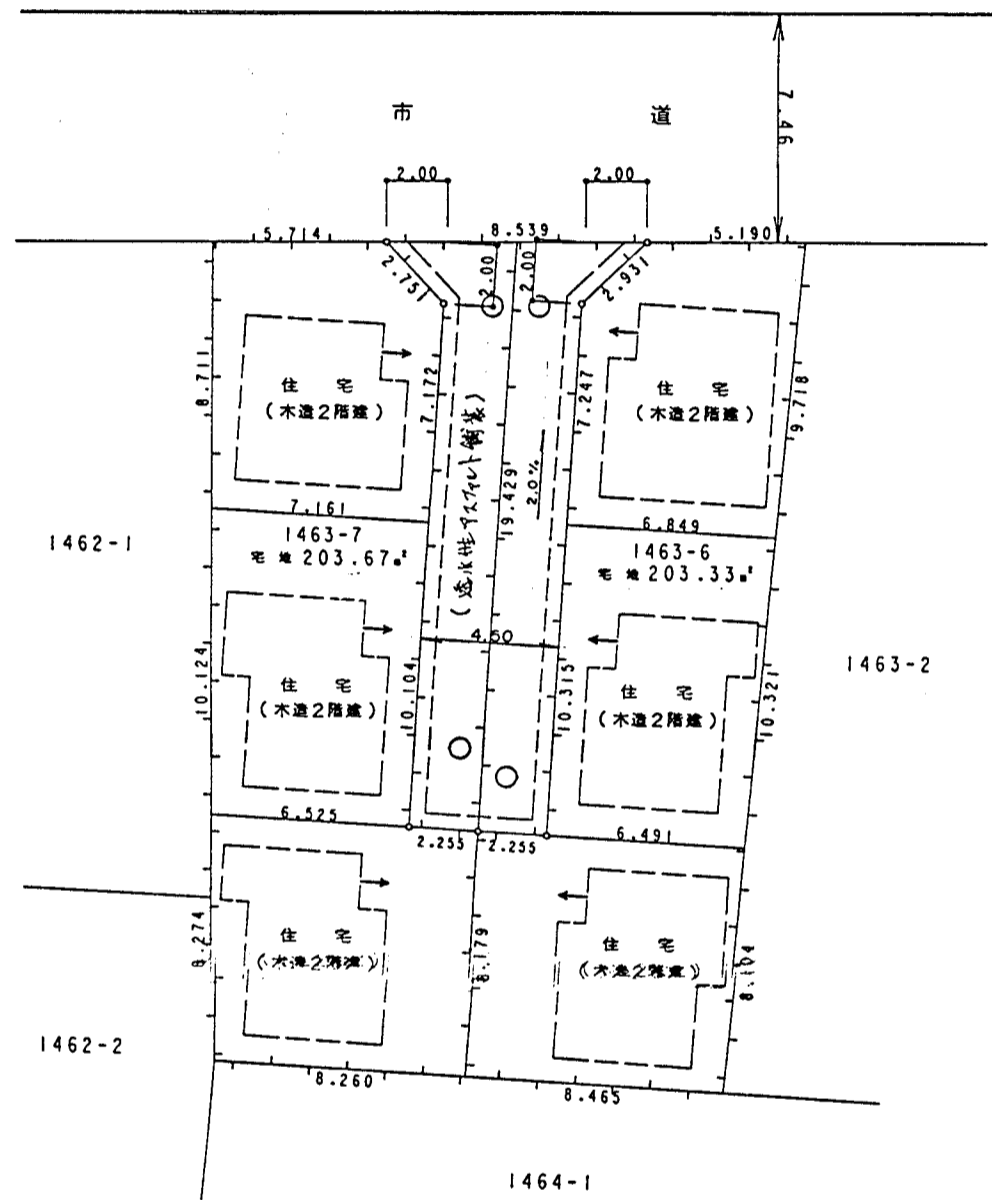 市 道
7.46
2.00
2.00
5.714
8.539
5.190
2.751
2.00
2.00
2.931
8.711
住 宅
(木造2階建)
7.172
(透水性アスファルト舗装)
19.429
2.0%
7.247
住 宅
(木造2階建)
9.718
7.161
6.849
1462-1
1463-7
宅地 203.67㎡
1463-6
宅地 203.33㎡
4.50
1463-2
10.124
住 宅
(木造2階建)
10.104
10.315
住 宅
(木造2階建)
10.321
6.525
2.255
2.255
6.491
8.274
住 宅
(木造2階建)
8.179
住 宅
(木造2階建)
8.104
1462-2
8.260
8.465
1464-1